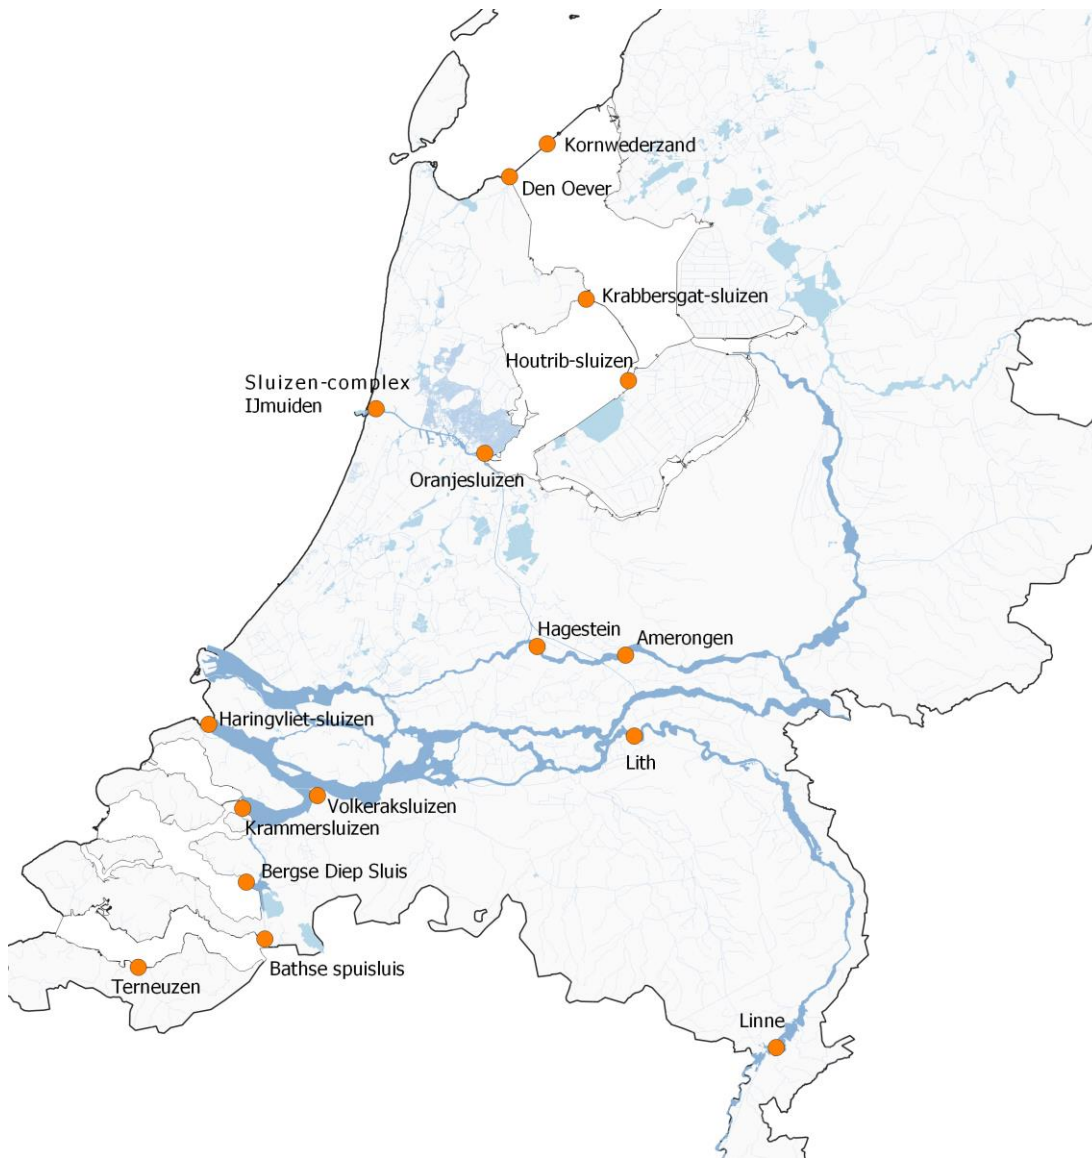 Kornwederzand
Den Oever
Krabbersgat-sluizen
Houtrib-sluizen
Sluizen-complex
IJmuiden
Oranjesluizen
Hagestein
Amerongen
Haringvliet-sluizen
Lith
Volkeraksluizen
Krammersluizen
Bergse Diep Sluis
Bathse spuisluis
Terneuzen
Linne